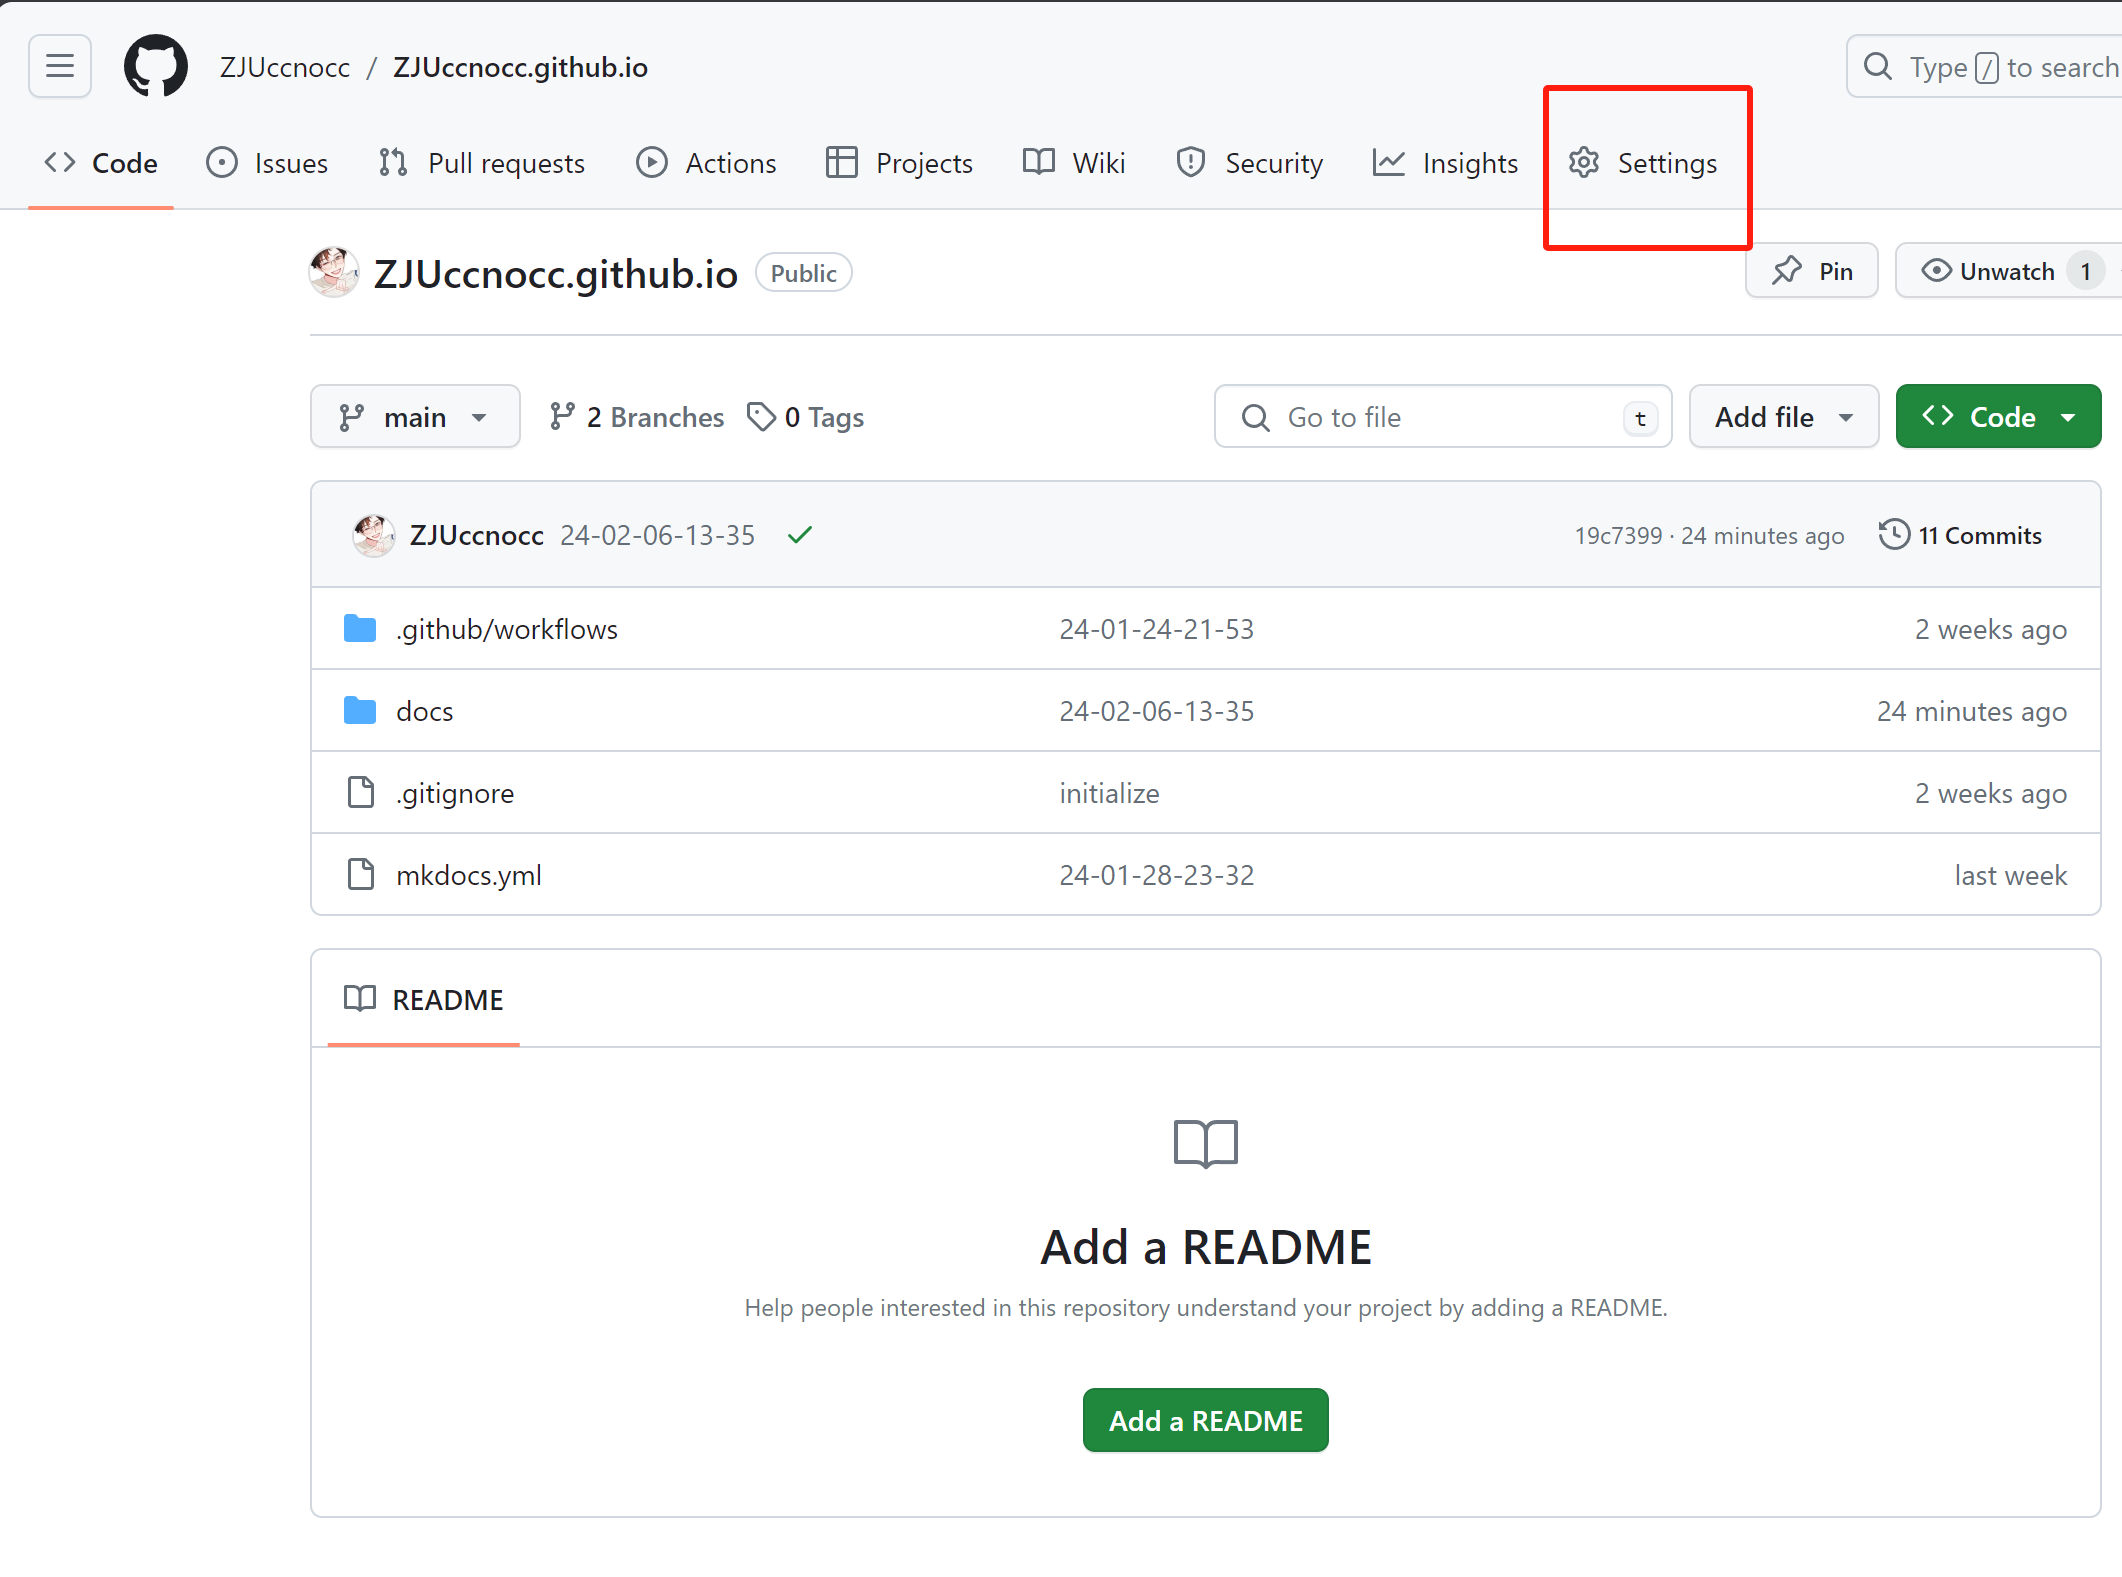 ZJUccnocc / ZJUccnocc.github.io
Type / to search
Code Issues Pull requests Actions Projects Wiki Security Insights Settings
ZJUccnocc.github.io Public
Pin Unwatch 1
main 2 Branches 0 Tags Go to file t Add file Code
ZJUccnocc 24-02-06-13-35 19c7399 · 24 minutes ago 11 Commits
.github/workflows 24-01-24-21-53 2 weeks ago
docs 24-02-06-13-35 24 minutes ago
.gitignore initialize 2 weeks ago
mkdocs.yml 24-01-28-23-32 last week
README
Add a README
Help people interested in this repository understand your project by adding a README.
Add a README